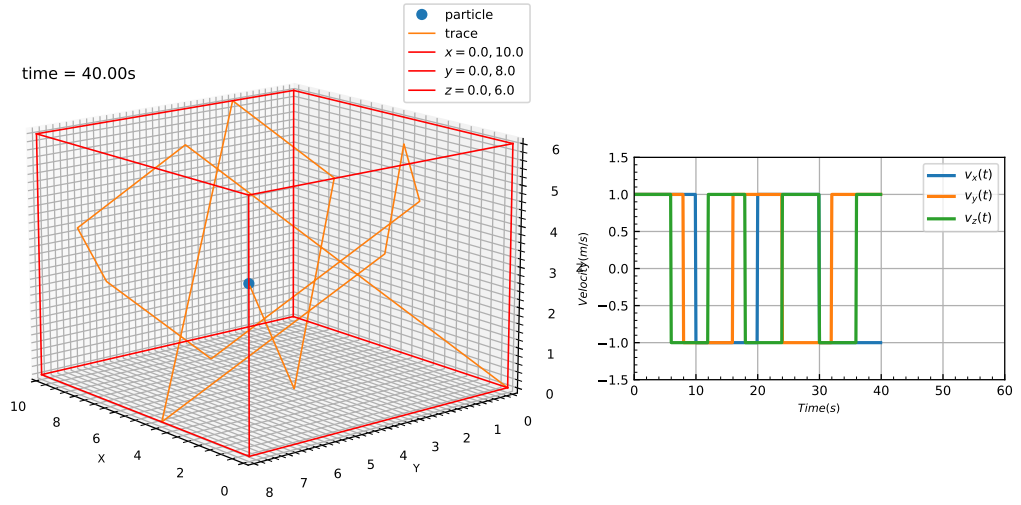 particle
trace
x = 0.0, 10.0
y = 0.0, 8.0
z = 0.0, 6.0
time = 40.00s
10
8
6
4
2
0
X
8
7
6
5
4
3
2
1
0
Y
0
1
2
3
4
5
6
1.5
1.0
0.5
0.0
−0.5
−1.0
−1.5
Velocity(m/s)
0
10
20
30
40
50
60
Time(s)
vx(t)
vy(t)
vz(t)